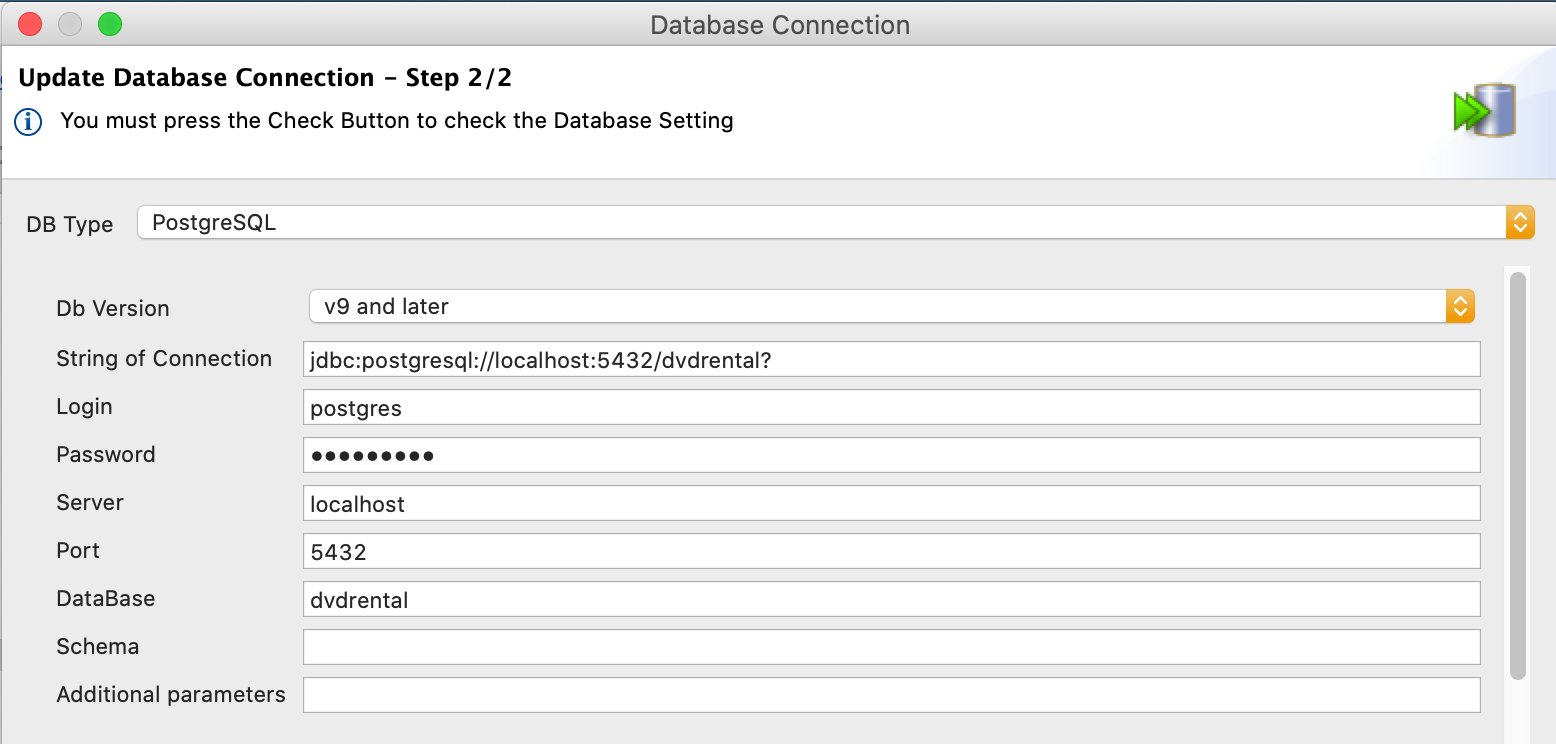 Database Connection
Update Database Connection – Step 2/2
You must press the Check Button to check the Database Setting
DB Type PostgreSQL
Db Version v9 and later
String of Connection jdbc:postgresql://localhost:5432/dvdrental?
Login postgres
Password •••••••••
Server localhost
Port 5432
DataBase dvdrental
Schema
Additional parameters